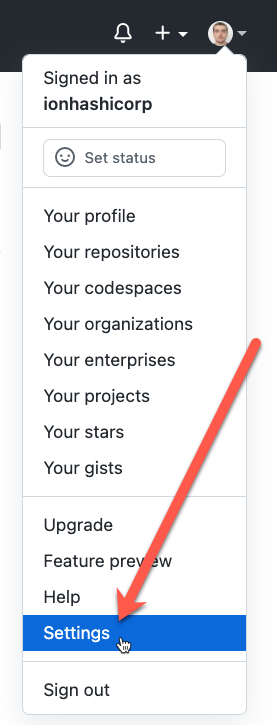 Signed in as
ionhashicorp
Set status
Your profile
Your repositories
Your codespaces
Your organizations
Your enterprises
Your projects
Your stars
Your gists
Upgrade
Feature preview
Help
Settings
Sign out